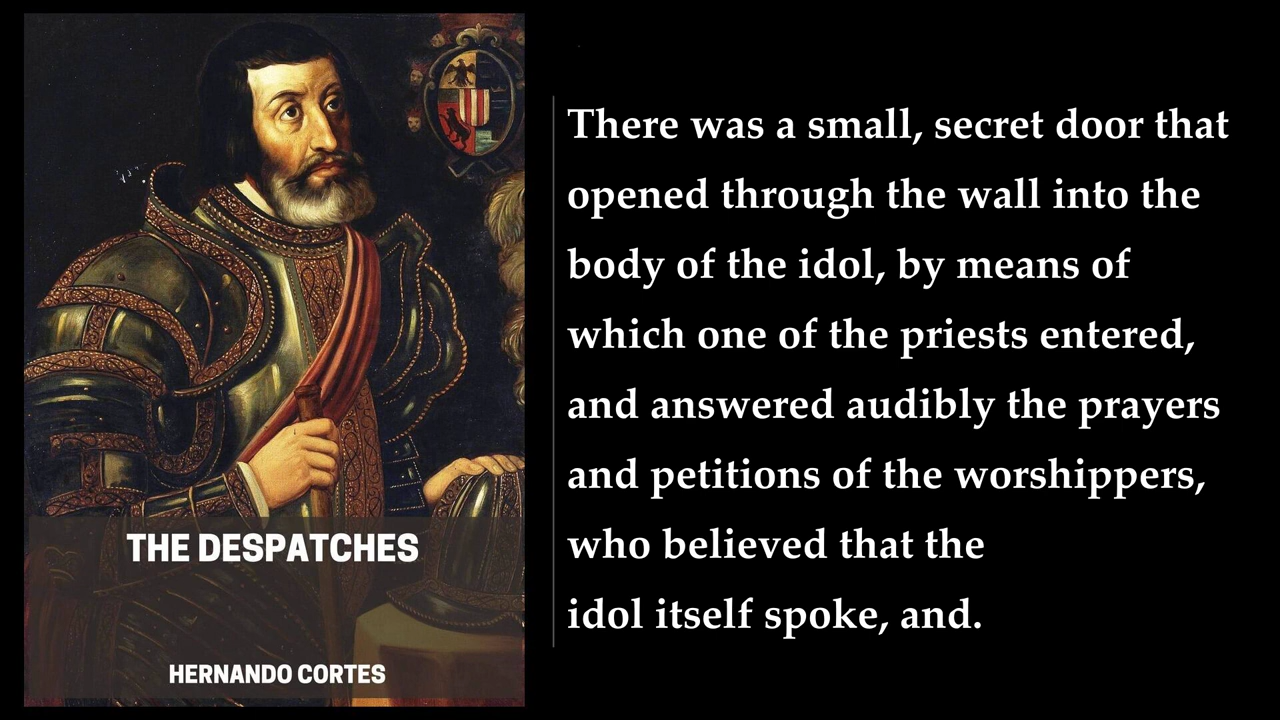 THE DESPATCHES
HERNANDO CORTES
There was a small, secret door that
opened through the wall into the
body of the idol, by means of
which one of the priests entered,
and answered audibly the prayers
and petitions of the worshippers,
who believed that the
idol itself spoke, and.